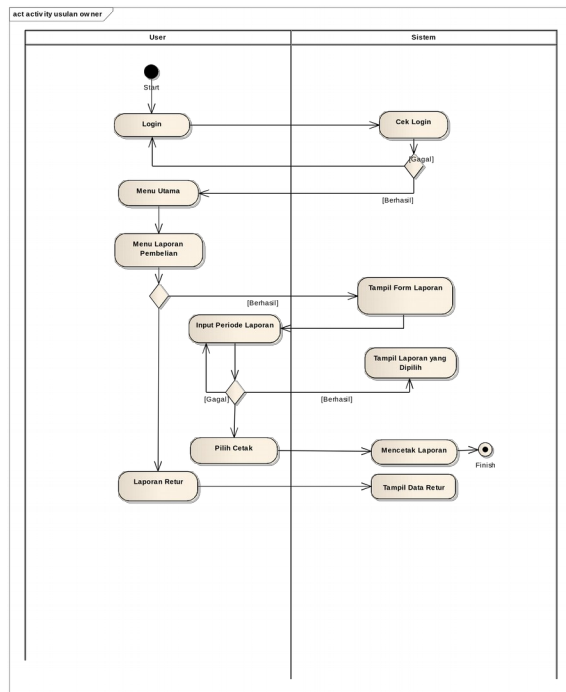 act activity usulan owner
User
Sistem
Start
Login
Cek Login
[Gagal]
Menu Utama
[Berhasil]
Menu Laporan
Pembelian
Tampil Form Laporan
[Berhasil]
Input Periode Laporan
Tampil Laporan yang
Dipilih
[Gagal]
[Berhasil]
Pilih Cetak
Mencetak Laporan
Finish
Laporan Retur
Tampil Data Retur